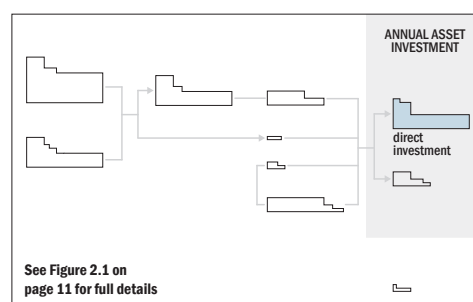 ANNUAL ASSET
INVESTMENT
direct
investment
See Figure 2.1 on
page 11 for full details